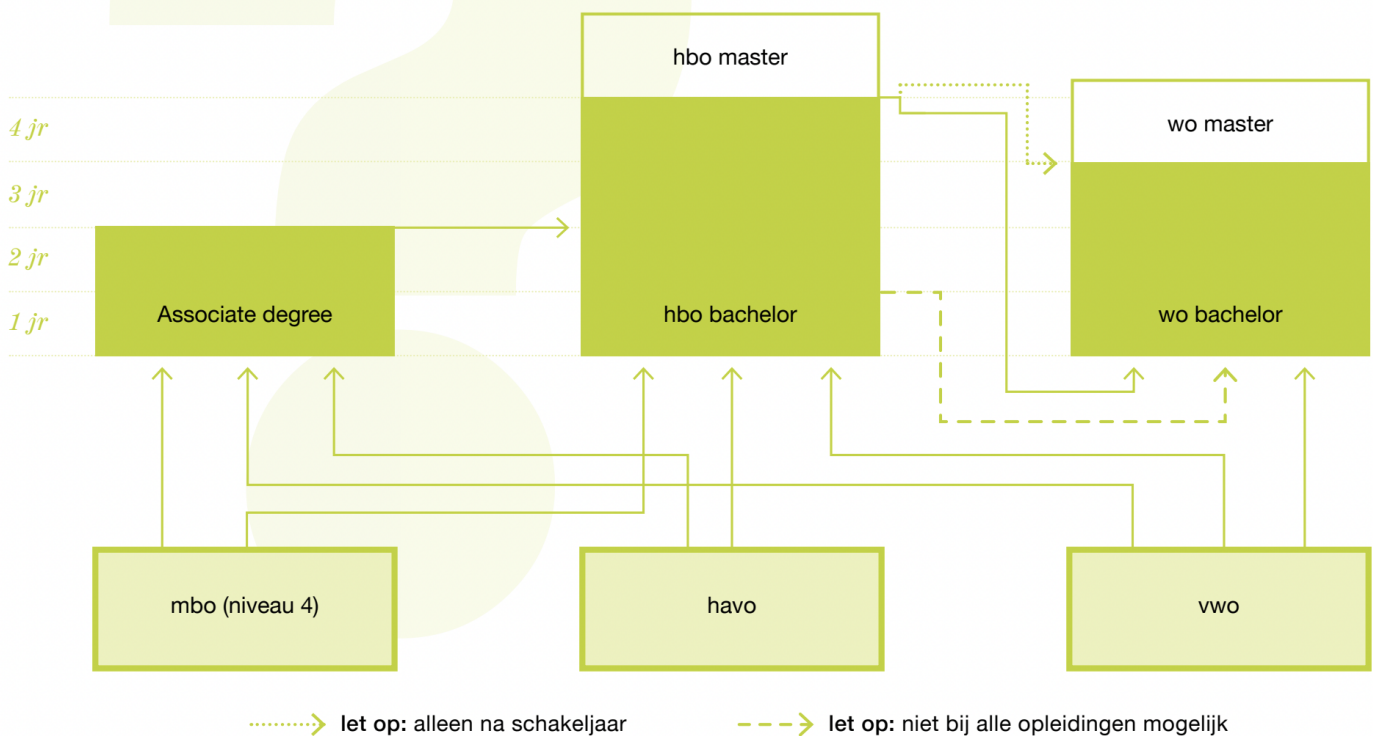 hbo master
wo master
4 jr
3 jr
2 jr
1 jr
Associate degree
hbo bachelor
wo bachelor
mbo (niveau 4)
havo
vwo
let op: alleen na schakeljaar
let op: niet bij alle opleidingen mogelijk